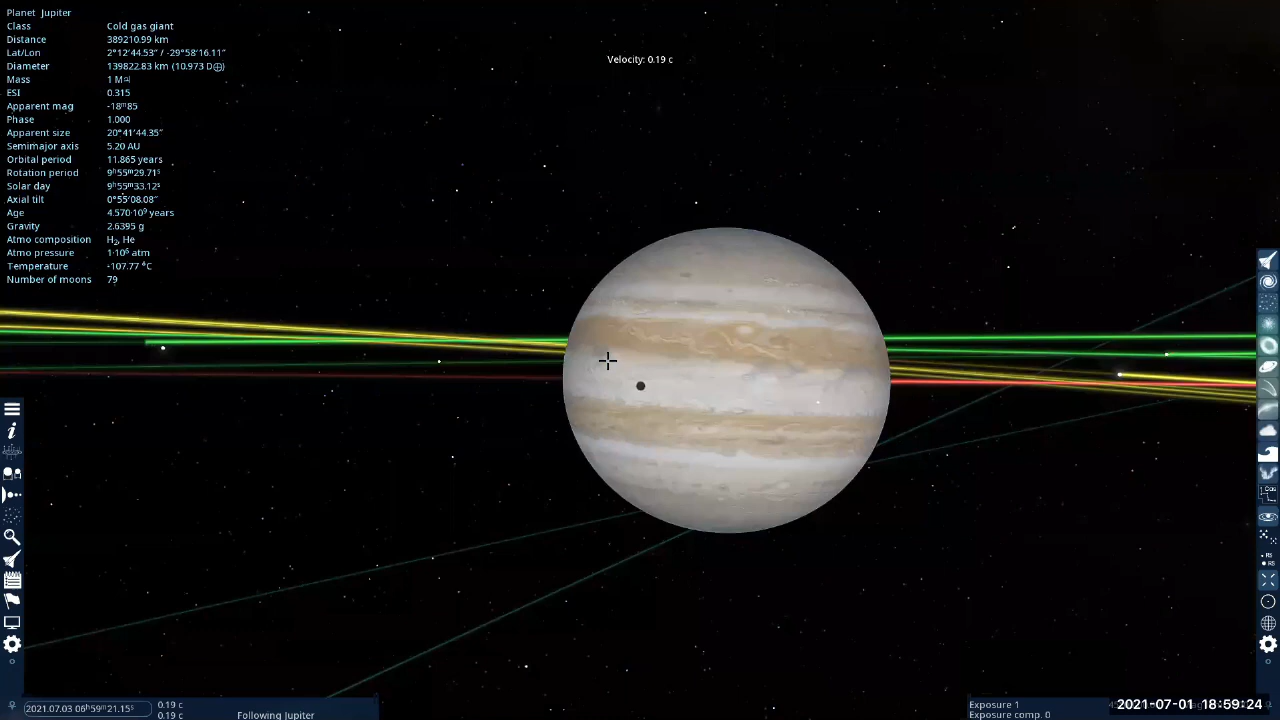 Planet Jupiter
Class Cold gas giant
Distance 389210.99 km
Lat/Lon 2°12'44.53" / -29°58'16.11"
Diameter 139822.83 km (10.973 D⊕)
Mass 1 M♃
ESI 0.315
Apparent mag -18ᵐ85
Phase 1.000
Apparent size 20°41'44.35"
Semimajor axis 5.20 AU
Orbital period 11.865 years
Rotation period 9ʰ55ᵐ29.71ˢ
Solar day 9ʰ55ᵐ33.12ˢ
Axial tilt 0°55'08.08"
Age 4.570·10⁹ years
Gravity 2.6395 g
Atmo composition H₂, He
Atmo pressure 1·10⁶ atm
Temperature -107.77 °C
Number of moons 79
Velocity: 0.19 c
RS
RS
2021.07.03 06ʰ59ᵐ21.15ˢ
0.19 c
0.19 c
Following Jupiter
Exposure 1
Exposure comp. 0
2021-07-01 18:59:24